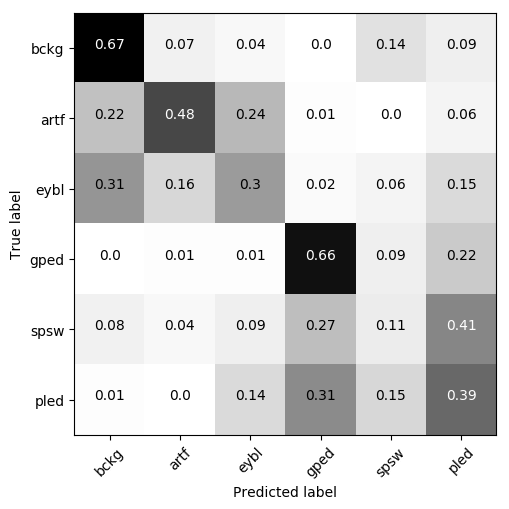 True label
bckg 0.67 0.07 0.04 0.0 0.14 0.09
artf 0.22 0.48 0.24 0.01 0.0 0.06
eybl 0.31 0.16 0.3 0.02 0.06 0.15
gped 0.0 0.01 0.01 0.66 0.09 0.22
spsw 0.08 0.04 0.09 0.27 0.11 0.41
pled 0.01 0.0 0.14 0.31 0.15 0.39
bckg artf eybl gped spsw pled
Predicted label